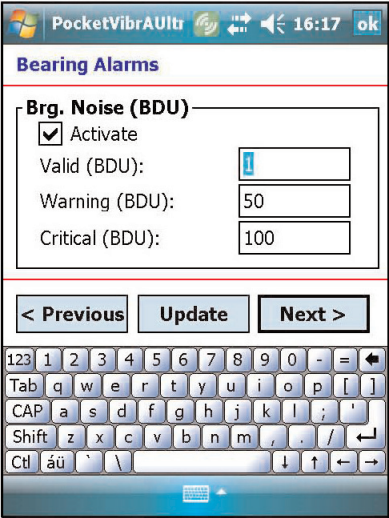 PocketVibrAUltr 16:17 ok
Bearing Alarms
Brg. Noise (BDU)
Activate
Valid (BDU): 1
Warning (BDU): 50
Critical (BDU): 100
< Previous Update Next >
123 1 2 3 4 5 6 7 8 9 0 - =
Tab q w e r t y u i o p [ ]
CAP a s d f g h j k l ; '
Shift z x c v b n m , . /
Ctl áü ` \